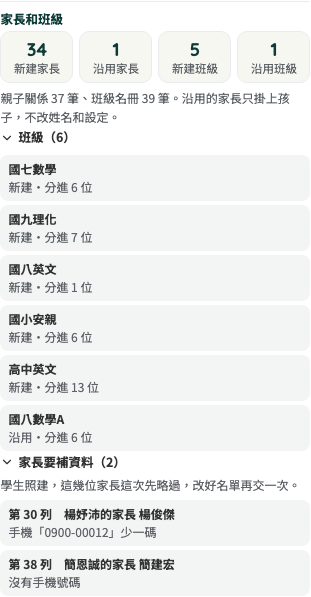 家長和班級
34
新建家長
1
沿用家長
5
新建班級
1
沿用班級
親子關係 37 筆、班級名冊 39 筆。沿用的家長只掛上孩
子，不改姓名和設定。
班級（6）
國七數學
新建・分進 6 位
國九理化
新建・分進 7 位
國八英文
新建・分進 1 位
國小安親
新建・分進 6 位
高中英文
新建・分進 13 位
國八數學A
沿用・分進 6 位
家長要補資料（2）
學生照建，這幾位家長這次先略過，改好名單再交一次。
第 30 列　楊妤沛的家長 楊俊傑
手機「0900-00012」少一碼
第 38 列　簡恩誠的家長 簡建宏
沒有手機號碼